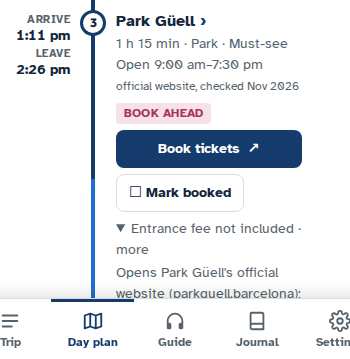 ARRIVE
1:11 pm
LEAVE
2:26 pm
3
Park Güell ›
1 h 15 min · Park · Must-see
Open 9:00 am–7:30 pm
official website, checked Nov 2026
BOOK AHEAD
Book tickets ↗
☐ Mark booked
▼ Entrance fee not included ·
more
Opens Park Güell's official
website (parkguell.barcelona);
Trip
Day plan
Guide
Journal
Settin